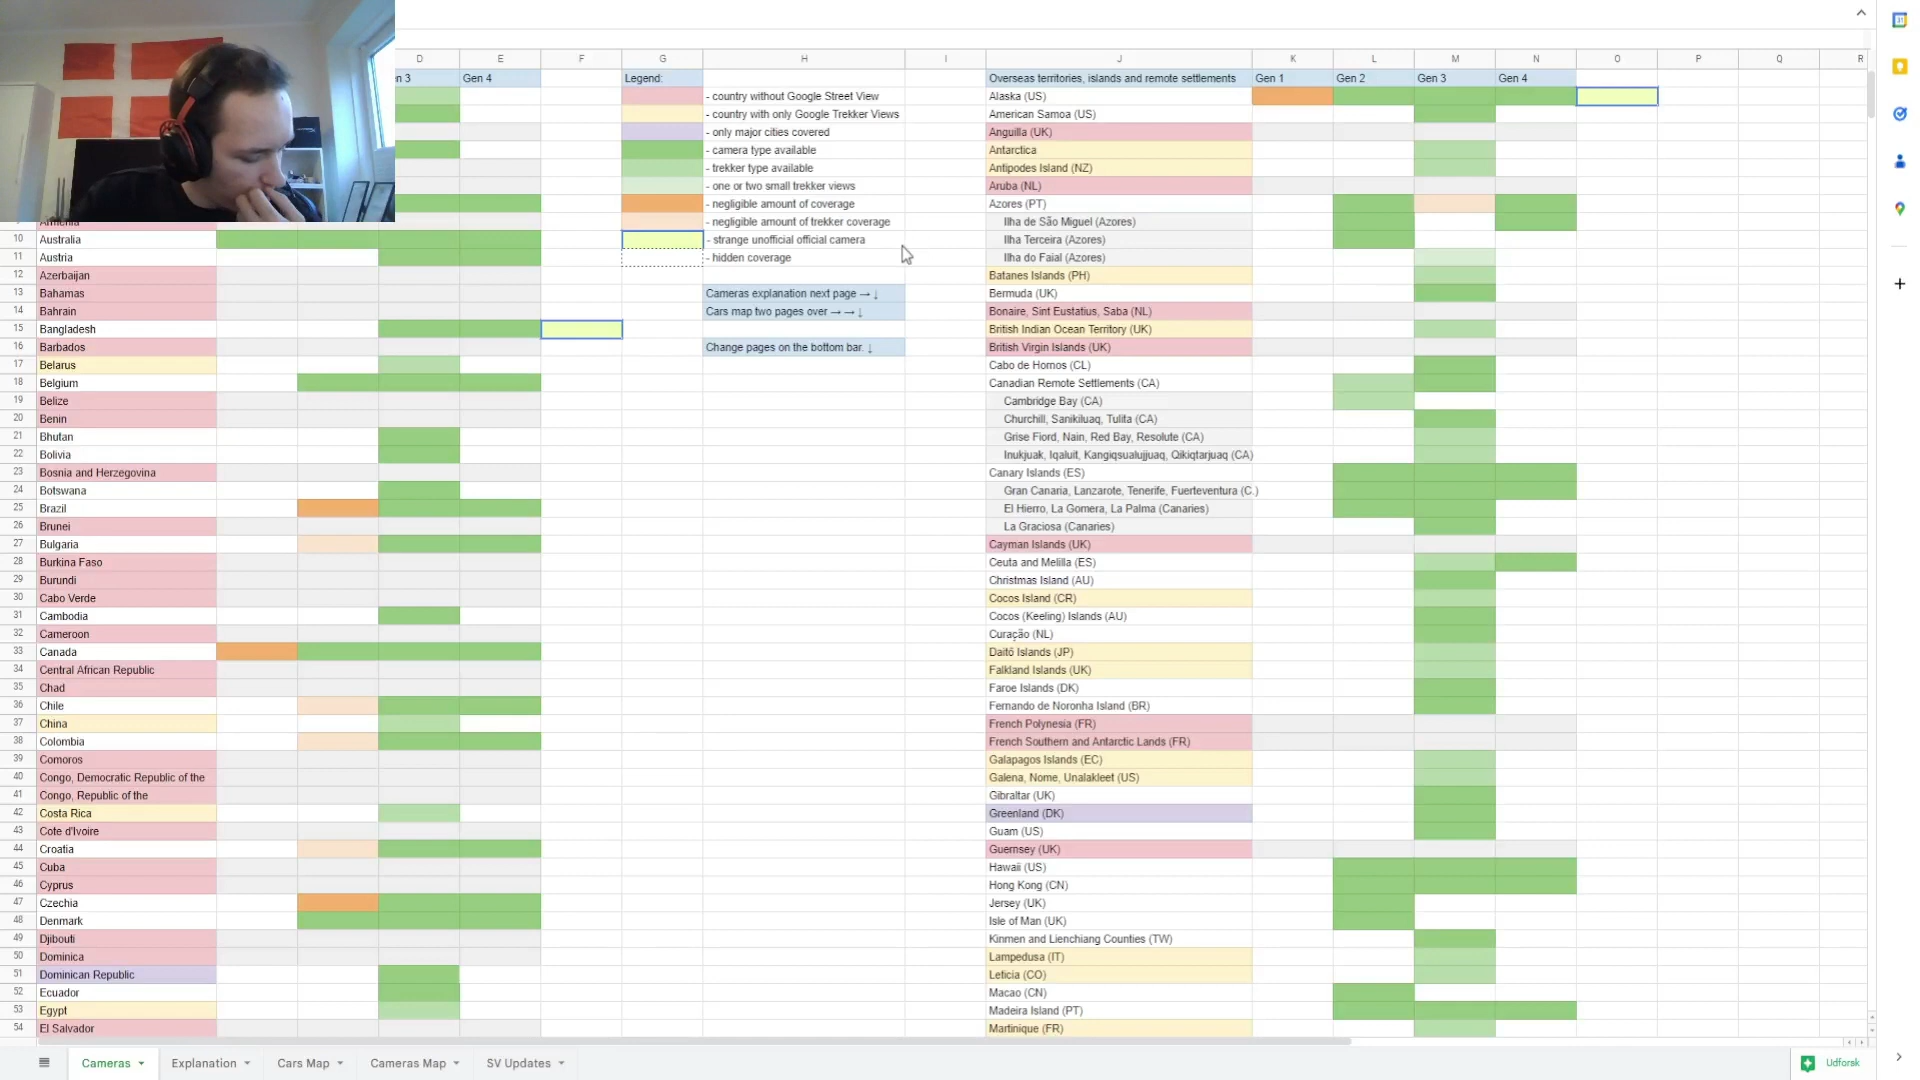 D E F G H I J K L M N O P Q R
n 3 Gen 4 Legend: Overseas territories, islands and remote settlements Gen 1 Gen 2 Gen 3 Gen 4
- country without Google Street View Alaska (US)
- country with only Google Trekker Views American Samoa (US)
- only major cities covered Anguilla (UK)
- camera type available Antarctica
- trekker type available Antipodes Island (NZ)
- one or two small trekker views Aruba (NL)
- negligible amount of coverage Azores (PT)
Armenia - negligible amount of trekker coverage Ilha de São Miguel (Azores)
10 Australia - strange unofficial official camera Ilha Terceira (Azores)
11 Austria - hidden coverage Ilha do Faial (Azores)
12 Azerbaijan Batanes Islands (PH)
13 Bahamas Cameras explanation next page → ↓ Bermuda (UK)
14 Bahrain Cars map two pages over → → ↓ Bonaire, Sint Eustatius, Saba (NL)
15 Bangladesh British Indian Ocean Territory (UK)
16 Barbados Change pages on the bottom bar. ↓ British Virgin Islands (UK)
17 Belarus Cabo de Hornos (CL)
18 Belgium Canadian Remote Settlements (CA)
19 Belize Cambridge Bay (CA)
20 Benin Churchill, Sanikiluaq, Tulita (CA)
21 Bhutan Grise Fiord, Nain, Red Bay, Resolute (CA)
22 Bolivia Inukjuak, Iqaluit, Kangiqsualujjuaq, Qikiqtarjuaq (CA)
23 Bosnia and Herzegovina Canary Islands (ES)
24 Botswana Gran Canaria, Lanzarote, Tenerife, Fuerteventura (C.)
25 Brazil El Hierro, La Gomera, La Palma (Canaries)
26 Brunei La Graciosa (Canaries)
27 Bulgaria Cayman Islands (UK)
28 Burkina Faso Ceuta and Melilla (ES)
29 Burundi Christmas Island (AU)
30 Cabo Verde Cocos Island (CR)
31 Cambodia Cocos (Keeling) Islands (AU)
32 Cameroon Curaçao (NL)
33 Canada Daitō Islands (JP)
34 Central African Republic Falkland Islands (UK)
35 Chad Faroe Islands (DK)
36 Chile Fernando de Noronha Island (BR)
37 China French Polynesia (FR)
38 Colombia French Southern and Antarctic Lands (FR)
39 Comoros Galapagos Islands (EC)
40 Congo, Democratic Republic of the Galena, Nome, Unalakleet (US)
41 Congo, Republic of the Gibraltar (UK)
42 Costa Rica Greenland (DK)
43 Cote d'Ivoire Guam (US)
44 Croatia Guernsey (UK)
45 Cuba Hawaii (US)
46 Cyprus Hong Kong (CN)
47 Czechia Jersey (UK)
48 Denmark Isle of Man (UK)
49 Djibouti Kinmen and Lienchiang Counties (TW)
50 Dominica Lampedusa (IT)
51 Dominican Republic Leticia (CO)
52 Ecuador Macao (CN)
53 Egypt Madeira Island (PT)
54 El Salvador Martinique (FR)
Cameras Explanation Cars Map Cameras Map SV Updates Udforsk